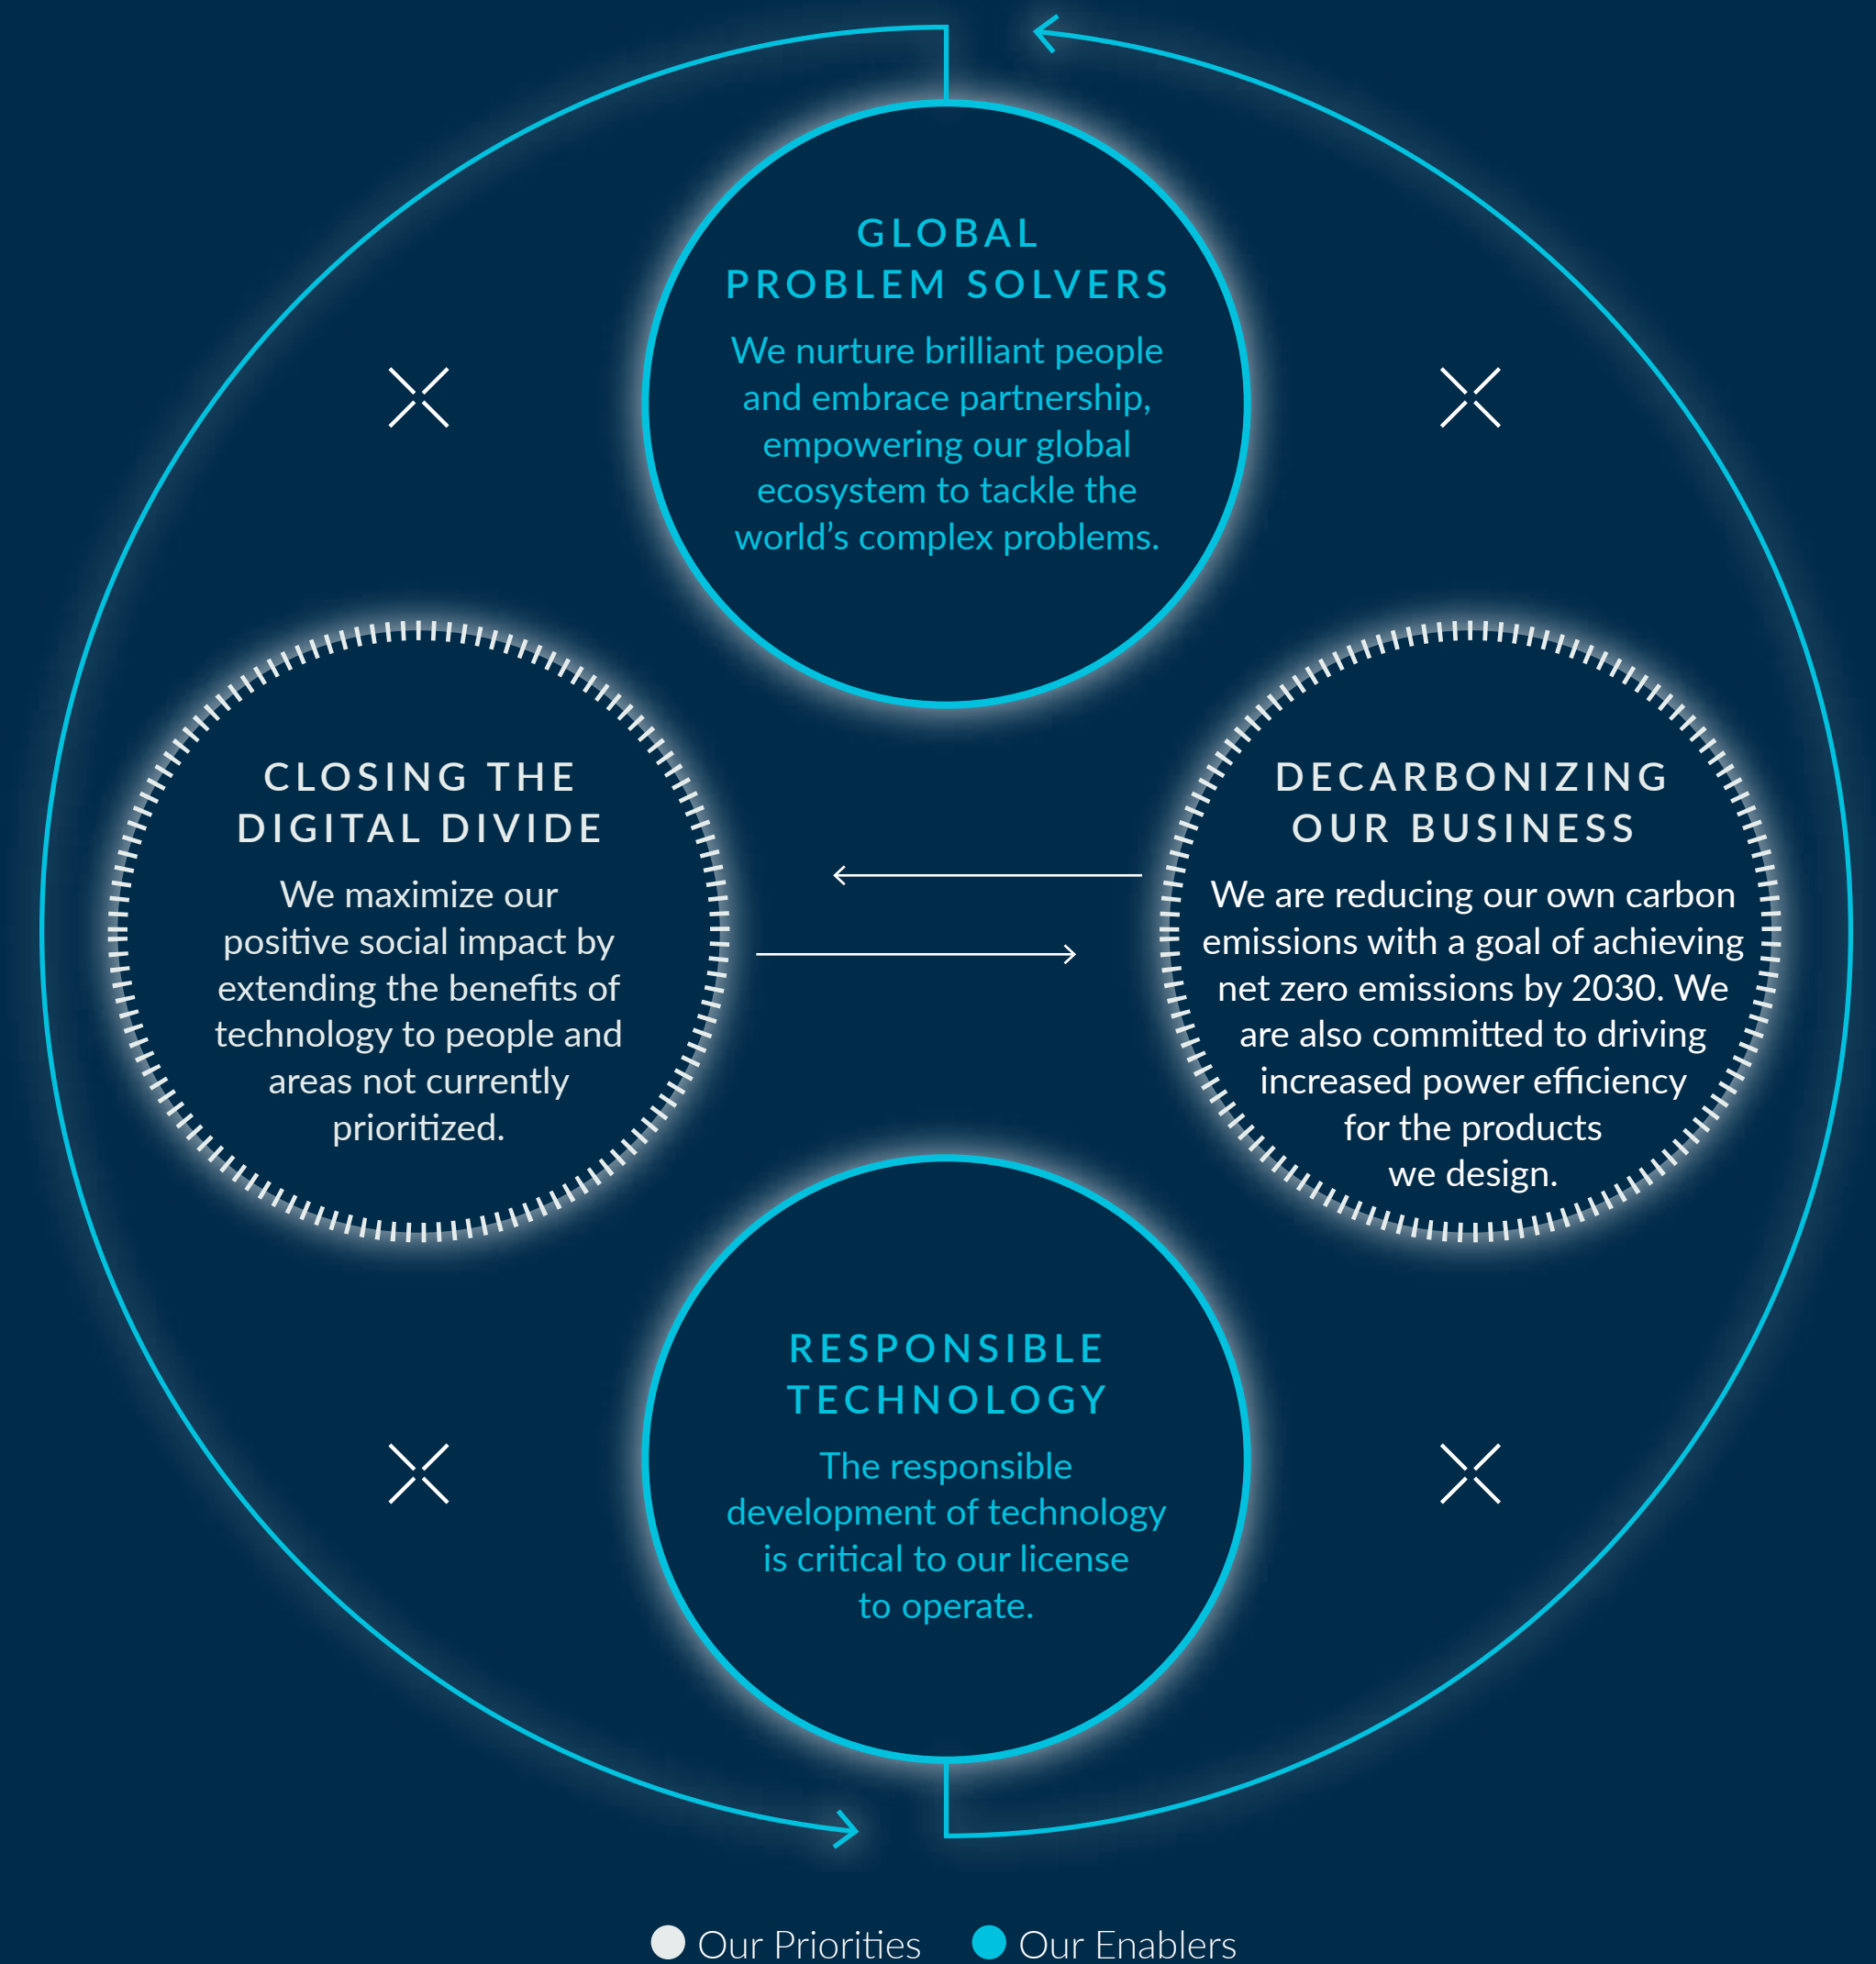 GLOBAL
PROBLEM SOLVERS
We nurture brilliant people
and embrace partnership,
empowering our global
ecosystem to tackle the
world’s complex problems.
CLOSING THE
DIGITAL DIVIDE
We maximize our
positive social impact by
extending the benefits of
technology to people and
areas not currently
prioritized.
DECARBONIZING
OUR BUSINESS
We are reducing our own carbon
emissions with a goal of achieving
net zero emissions by 2030. We
are also committed to driving
increased power efficiency
for the products
we design.
RESPONSIBLE
TECHNOLOGY
The responsible
development of technology
is critical to our license
to operate.
Our Priorities
Our Enablers